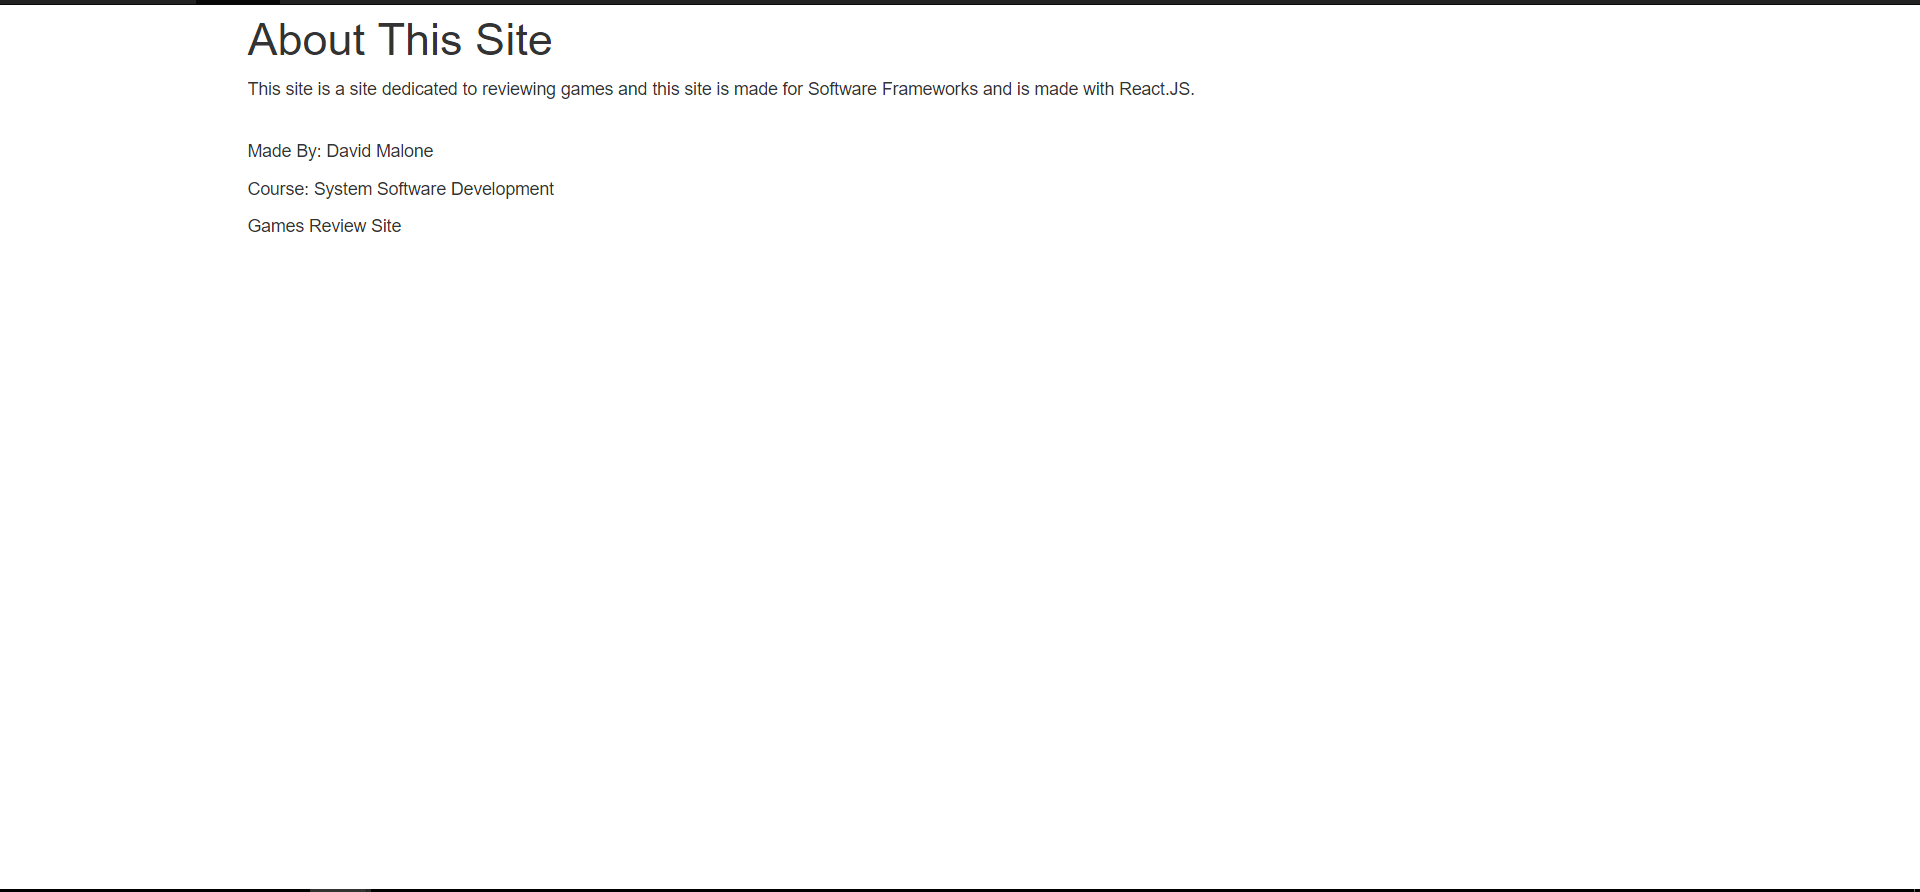 About This Site
This site is a site dedicated to reviewing games and this site is made for Software Frameworks and is made with React.JS.
Made By: David Malone
Course: System Software Development
Games Review Site